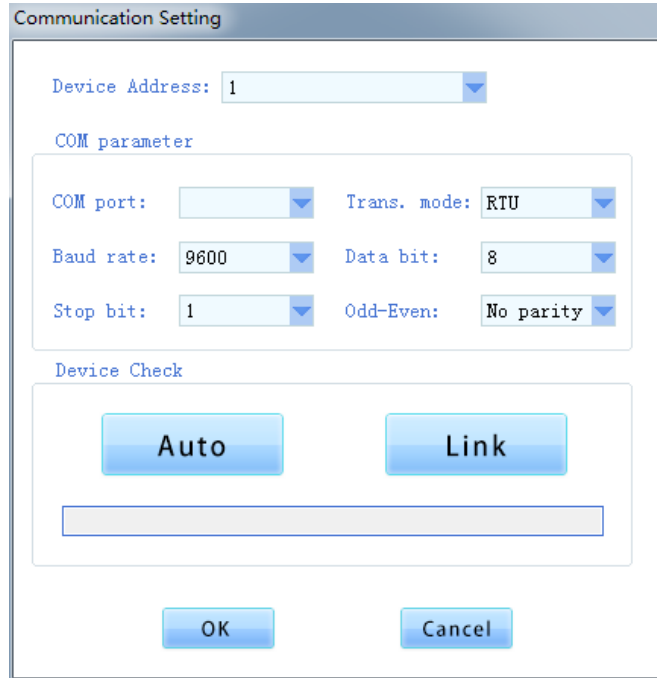 Communication Setting
Device Address: 1
COM parameter
COM port: Trans. mode: RTU
Baud rate: 9600 Data bit: 8
Stop bit: 1 Odd-Even: No parity
Device Check
Auto Link
OK Cancel